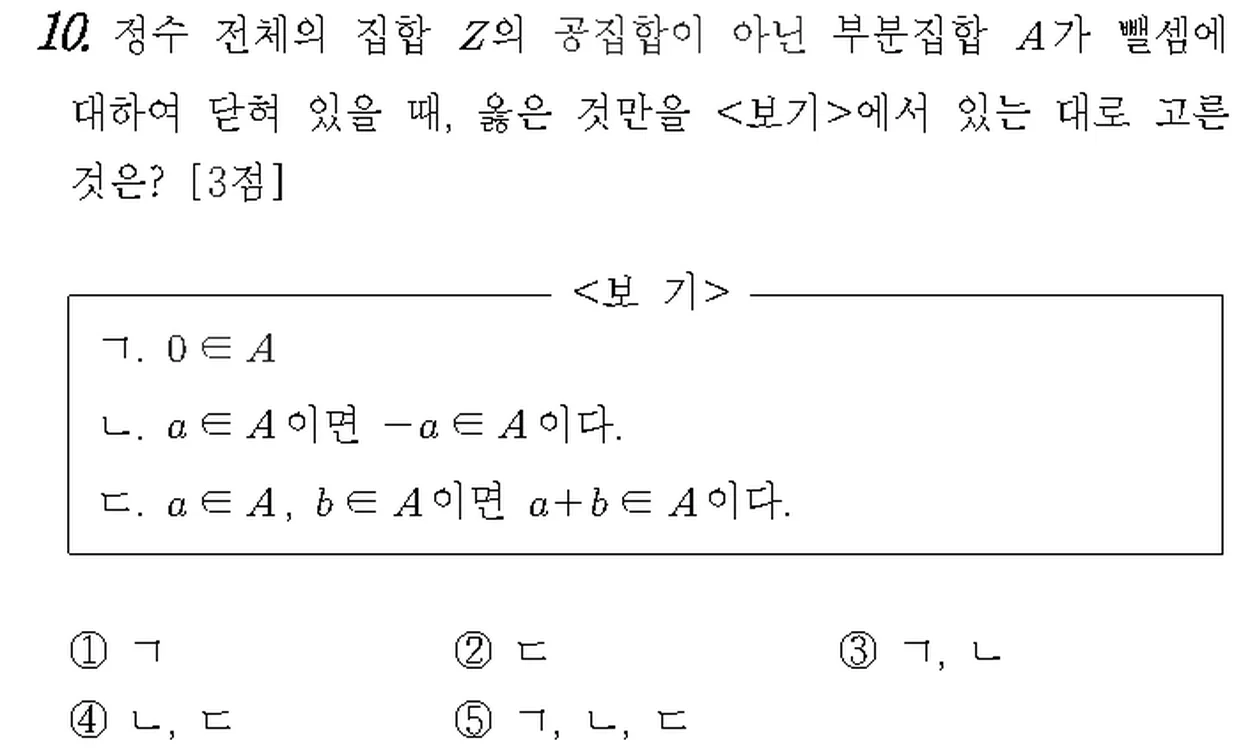 10. 정수 전체의 집합 Z의 공집합이 아닌 부분집합 A가 뺄셈에
대하여 닫혀 있을 때, 옳은 것만을 <보기>에서 있는 대로 고른
것은? [3점]
<보 기>
ㄱ. 0 ∈ A
ㄴ. a ∈ A 이면 -a ∈ A 이다.
ㄷ. a ∈ A, b ∈ A 이면 a+b ∈ A 이다.
① ㄱ ② ㄷ ③ ㄱ, ㄴ
④ ㄴ, ㄷ ⑤ ㄱ, ㄴ, ㄷ